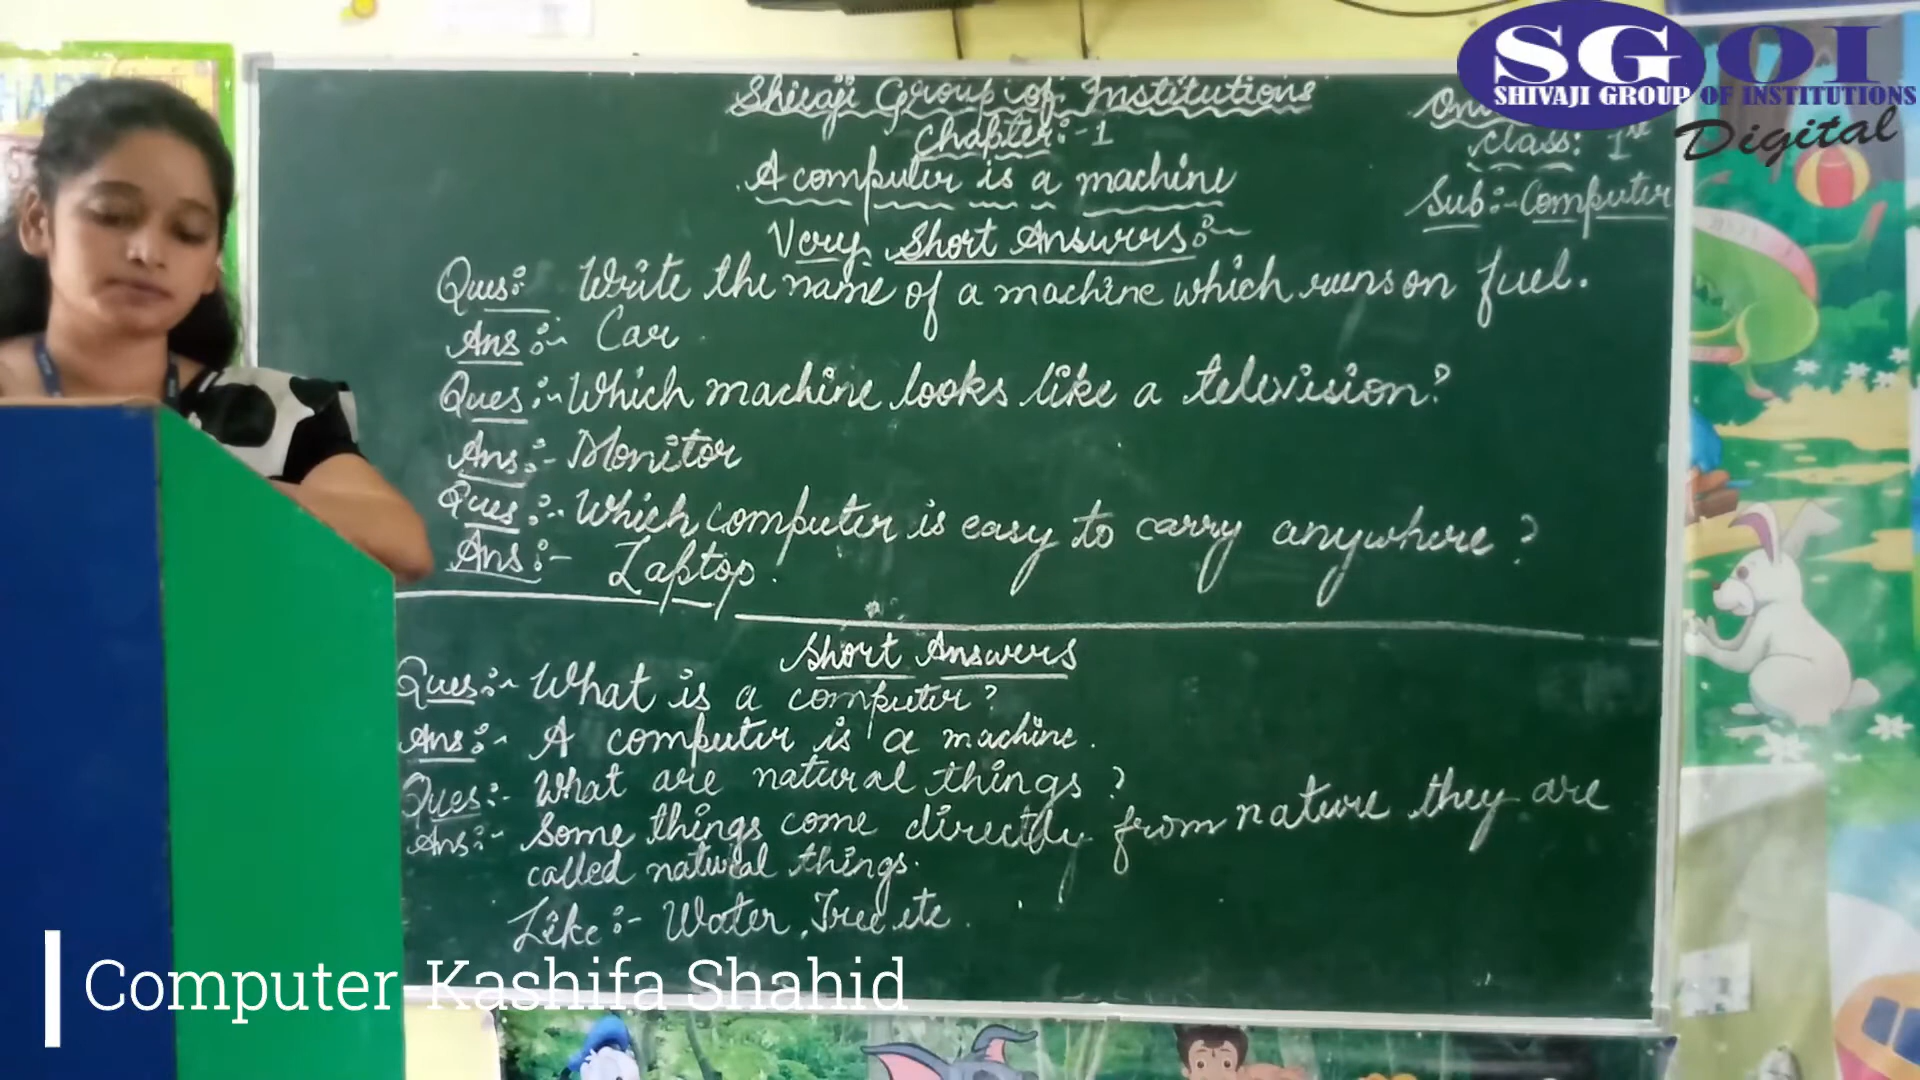 SGOI
SHIVAJI GROUP OF INSTITUTIONS
Digital
Shivaji Group of Institutions
Chapter:-1
Class: 1st
A computer is a machine
Sub:-Computer
Very Short Answers:-
Ques:- Write the name of a machine which runs on fuel.
Ans:- Car.
Ques:- Which machine looks like a television?
Ans:- Monitor
Ques:- Which computer is easy to carry anywhere?
Ans:- Laptop.
Short Answers
Ques:- What is a computer?
Ans:- A computer is a machine.
Ques:- What are natural things?
Ans:- Some things come directly from nature they are
called natural things.
Like:- Water, Tree etc.
Computer Kashifa Shahid